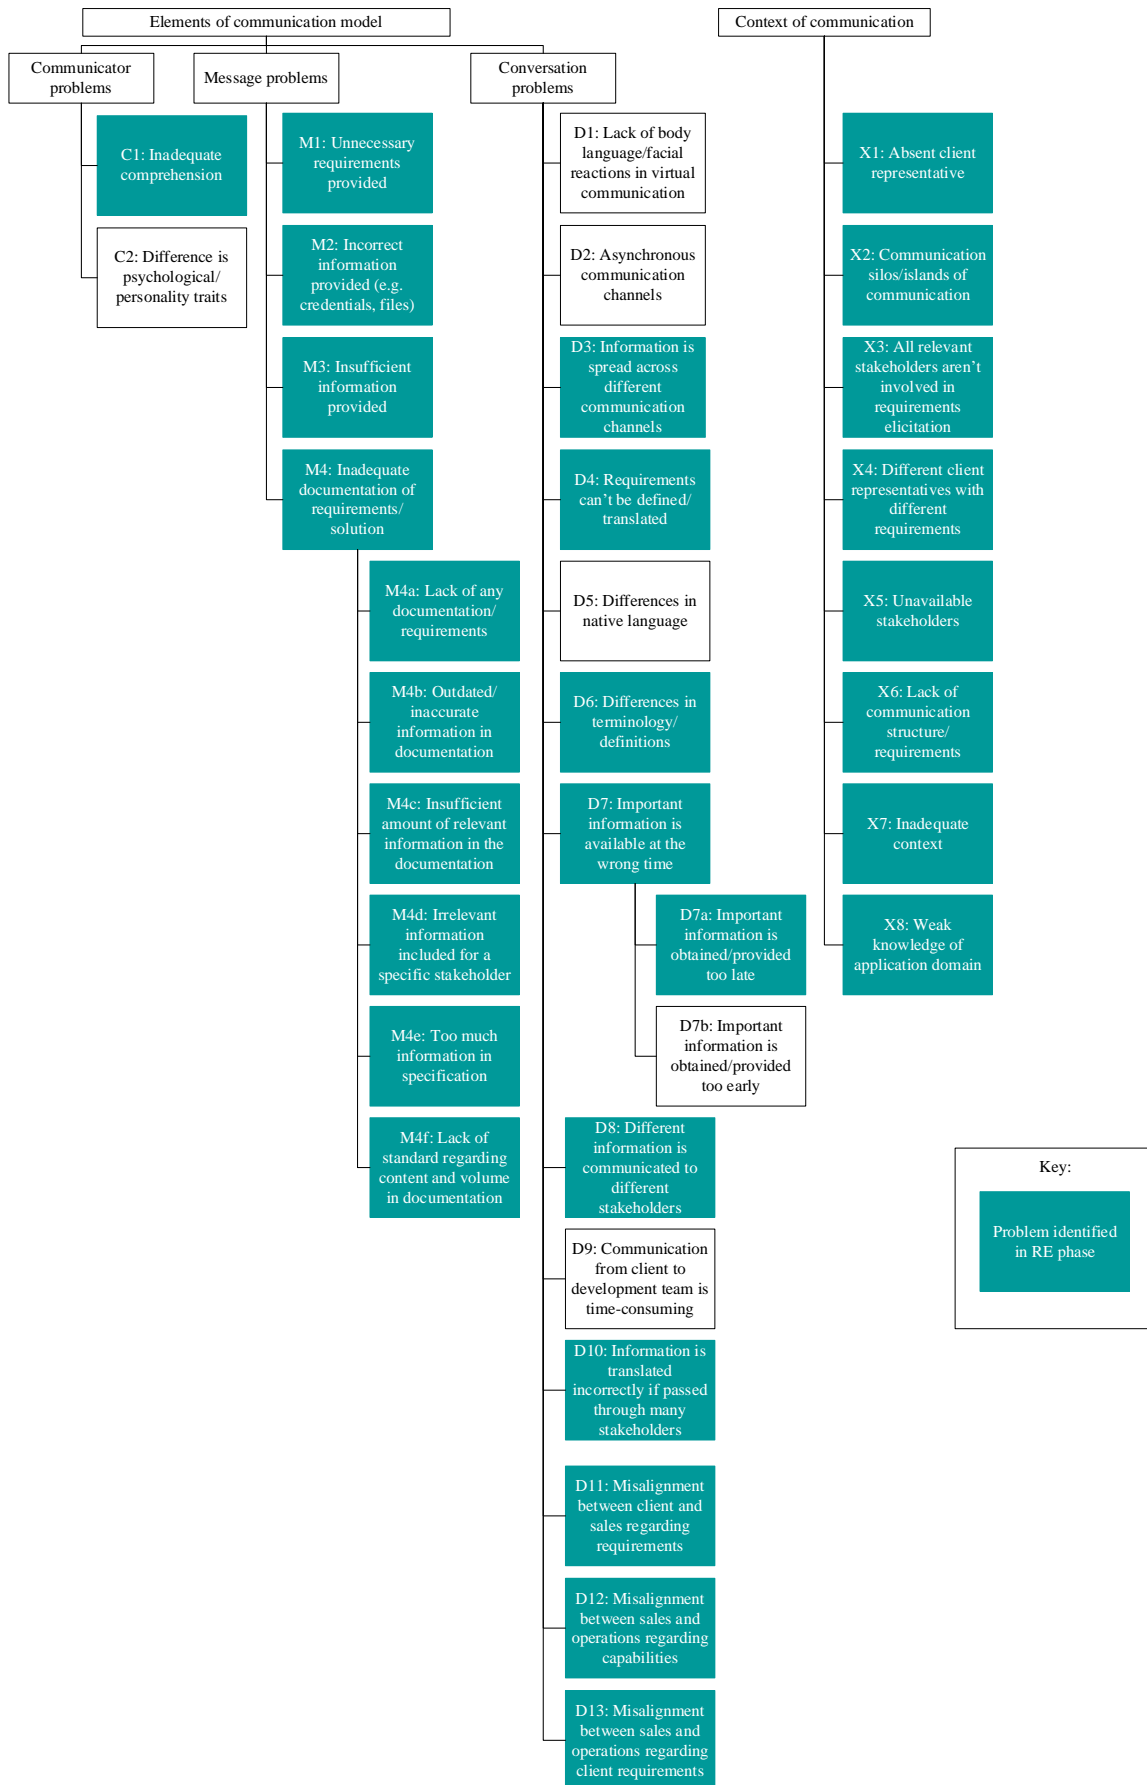 Elements of communication model
Context of communication
Communicator
problems
Message problems
Conversation
problems
C1: Inadequate
comprehension
C2: Difference is
psychological/
personality traits
M1: Unnecessary
requirements
provided
M2: Incorrect
information
provided (e.g.
credentials, files)
M3: Insufficient
information
provided
M4: Inadequate
documentation of
requirements/
solution
M4a: Lack of any
documentation/
requirements
M4b: Outdated/
inaccurate
information in
documentation
M4c: Insufficient
amount of relevant
information in the
documentation
M4d: Irrelevant
information
included for a
specific stakeholder
M4e: Too much
information in
specification
M4f: Lack of
standard regarding
content and volume
in documentation
D1: Lack of body
language/facial
reactions in virtual
communication
D2: Asynchronous
communication
channels
D3: Information is
spread across
different
communication
channels
D4: Requirements
can't be defined/
translated
D5: Differences in
native language
D6: Differences in
terminology/
definitions
D7: Important
information is
available at the
wrong time
D7a: Important
information is
obtained/provided
too late
D7b: Important
information is
obtained/provided
too early
D8: Different
information is
communicated to
different
stakeholders
D9: Communication
from client to
development team is
time-consuming
D10: Information is
translated
incorrectly if passed
through many
stakeholders
D11: Misalignment
between client and
sales regarding
requirements
D12: Misalignment
between sales and
operations regarding
capabilities
D13: Misalignment
between sales and
operations regarding
client requirements
X1: Absent client
representative
X2: Communication
silos/islands of
communication
X3: All relevant
stakeholders aren't
involved in
requirements
elicitation
X4: Different client
representatives with
different
requirements
X5: Unavailable
stakeholders
X6: Lack of
communication
structure/
requirements
X7: Inadequate
context
X8: Weak
knowledge of
application domain
Key:
Problem identified
in RE phase